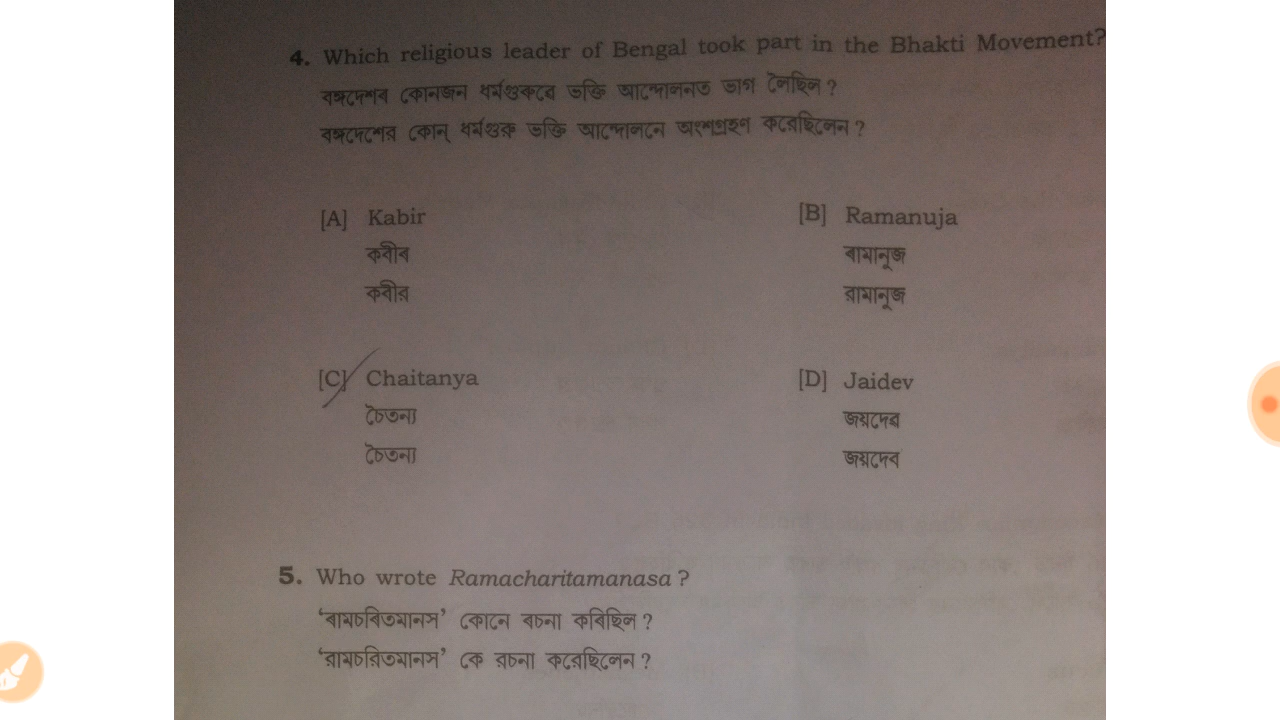 4. Which religious leader of Bengal took part in the Bhakti Movement?
বঙ্গদেশৰ কোনজন ধৰ্মগুৰুৱে ভক্তি আন্দোলনত ভাগ লৈছিল ?
বঙ্গদেশের কোন্ ধর্মগুরু ভক্তি আন্দোলনে অংশগ্রহণ করেছিলেন ?
[A] Kabir
কবীৰ
কবীর
[B] Ramanuja
ৰামানুজ
রামানুজ
[C] Chaitanya
চৈতন্য
চৈতন্য
[D] Jaidev
জয়দেৱ
জয়দেব
5. Who wrote Ramacharitamanasa ?
‘ৰামচৰিতমানস’ কোনে ৰচনা কৰিছিল ?
‘রামচরিতমানস’ কে রচনা করেছিলেন ?